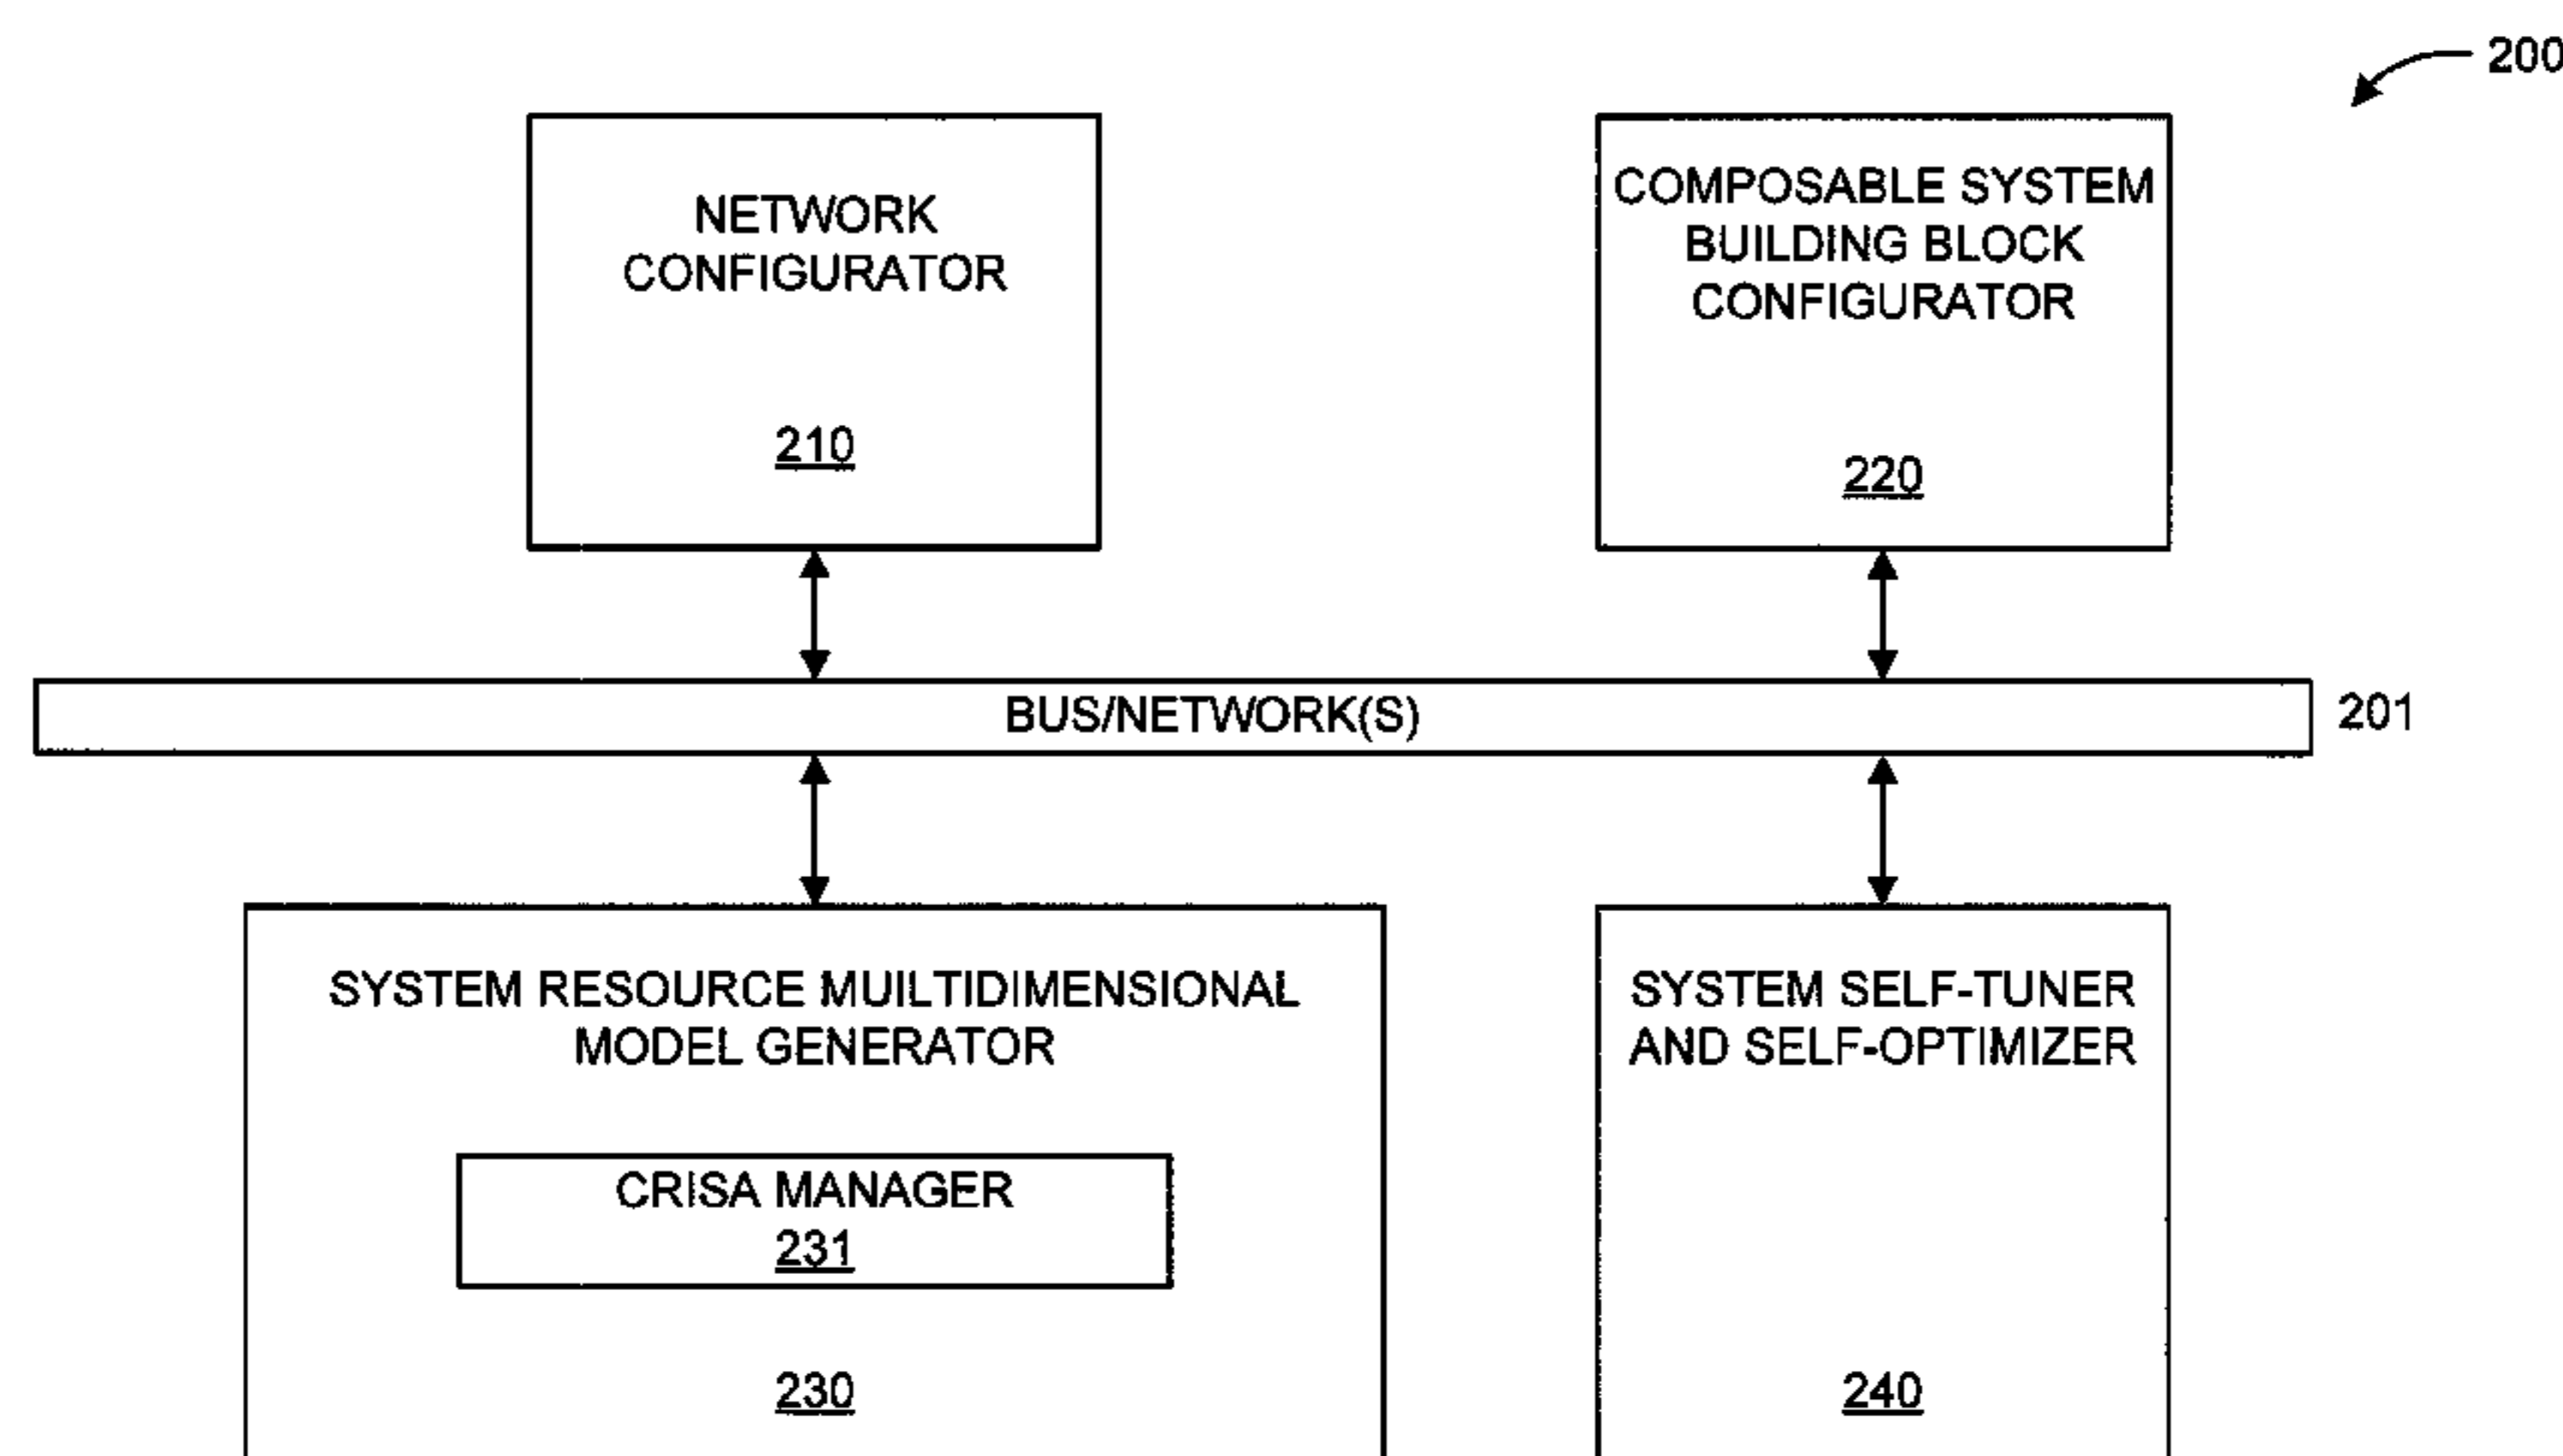 200
NETWORK
CONFIGURATOR
210
COMPOSABLE SYSTEM
BUILDING BLOCK
CONFIGURATOR
220
BUS/NETWORK(S)
201
SYSTEM RESOURCE MUILTIDIMENSIONAL
MODEL GENERATOR
CRISA MANAGER
231
230
SYSTEM SELF-TUNER
AND SELF-OPTIMIZER
240